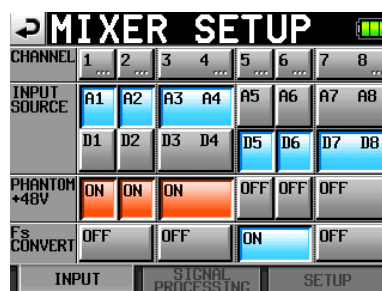 MIXER SETUP
CHANNEL 1... 2... 3 4... 5... 6... 7 8...
INPUT SOURCE A1 A2 A3 A4 A5 A6 A7 A8
D1 D2 D3 D4 D5 D6 D7 D8
PHANTOM +48V ON ON ON OFF OFF OFF
Fs CONVERT OFF OFF ON OFF
INPUT SIGNAL PROCESSING SETUP